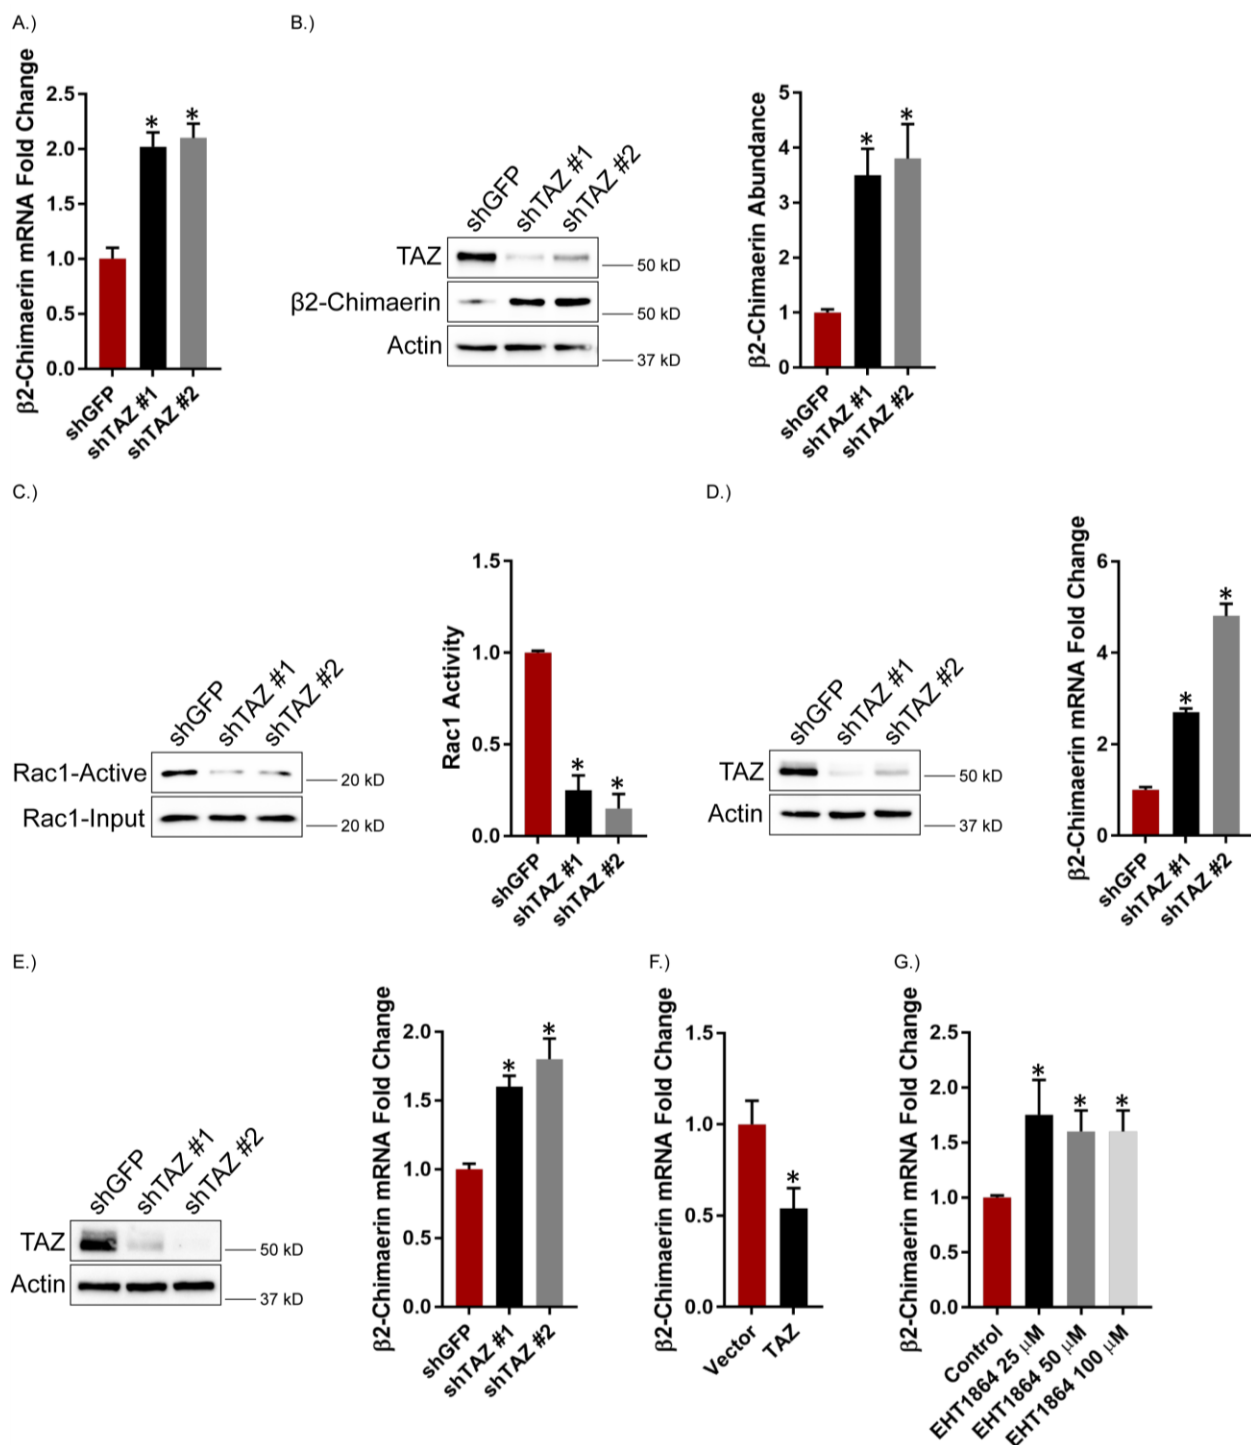 A.)
β2-Chimaerin mRNA Fold Change
2.5
2.0
1.5
1.0
0.5
0.0
*
*
shGFP
shTAZ #1
shTAZ #2
B.)
shGFP
shTAZ #1
shTAZ #2
TAZ
50 kD
β2-Chimaerin
50 kD
Actin
37 kD
β2-Chimaerin Abundance
5
4
3
2
1
0
*
*
shGFP
shTAZ #1
shTAZ #2
C.)
shGFP
shTAZ #1
shTAZ #2
Rac1-Active
20 kD
Rac1-Input
20 kD
Rac1 Activity
1.5
1.0
0.5
0.0
*
*
shGFP
shTAZ #1
shTAZ #2
D.)
shGFP
shTAZ #1
shTAZ #2
TAZ
50 kD
Actin
37 kD
β2-Chimaerin mRNA Fold Change
6
4
2
0
*
*
shGFP
shTAZ #1
shTAZ #2
E.)
shGFP
shTAZ #1
shTAZ #2
TAZ
50 kD
Actin
37 kD
β2-Chimaerin mRNA Fold Change
2.0
1.5
1.0
0.5
0.0
*
*
shGFP
shTAZ #1
shTAZ #2
F.)
β2-Chimaerin mRNA Fold Change
1.5
1.0
0.5
0.0
*
Vector
TAZ
G.)
β2-Chimaerin mRNA Fold Change
2.5
2.0
1.5
1.0
0.5
0.0
*
*
*
Control
EHT1864 25 μM
EHT1864 50 μM
EHT1864 100 μM